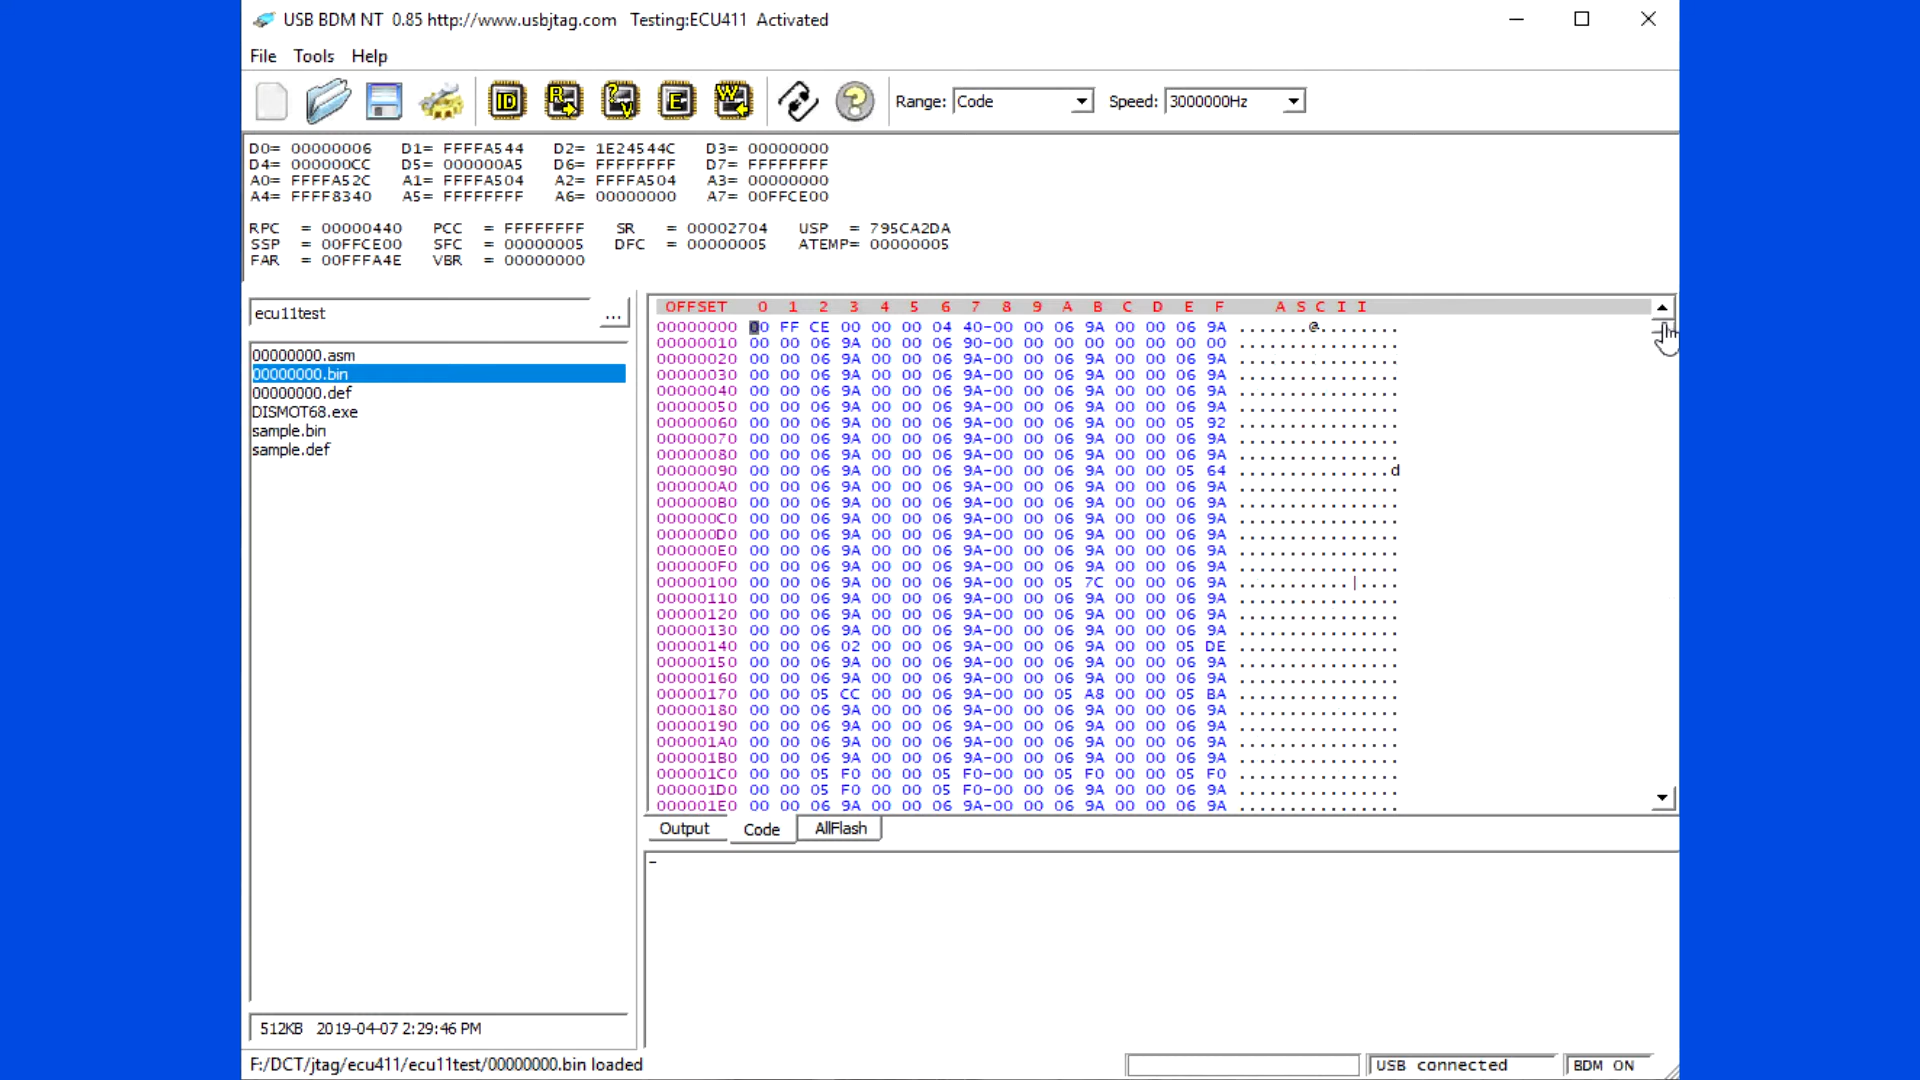 USB BDM NT  0.85 http://www.usbjtag.com   Testing:ECU411  Activated
File Tools Help
ID R ? V E W Range: Code Speed: 3000000Hz
D0= 00000006   D1= FFFFA544   D2= 1E24544C   D3= 00000000
D4= 000000CC   D5= 000000A5   D6= FFFFFFFF   D7= FFFFFFFF
A0= FFFFA52C   A1= FFFFA504   A2= FFFFA504   A3= 00000000
A4= FFFF8340   A5= FFFFFFFF   A6= 00000000   A7= 00FFCE00
RPC  = 00000440   PCC  = FFFFFFFF   SR   = 00002704   USP  = 795CA2DA
SSP  = 00FFCE00   SFC  = 00000005   DFC  = 00000005   ATEMP= 00000005
FAR  = 00FFFA4E   VBR  = 00000000
ecu11test ...
00000000.asm
00000000.bin
00000000.def
DISMOT68.exe
sample.bin
sample.def
512KB 2019-04-07 2:29:46 PM
OFFSET 0 1 2 3 4 5 6 7 8 9 A B C D E F A S C I I
00000000 00 FF CE 00 00 00 04 40-00 00 06 9A 00 00 06 9A .......@........
00000010 00 00 06 9A 00 00 06 90-00 00 00 00 00 00 00 00 ................
00000020 00 00 06 9A 00 00 06 9A-00 00 06 9A 00 00 06 9A ................
00000030 00 00 06 9A 00 00 06 9A-00 00 06 9A 00 00 06 9A ................
00000040 00 00 06 9A 00 00 06 9A-00 00 06 9A 00 00 06 9A ................
00000050 00 00 06 9A 00 00 06 9A-00 00 06 9A 00 00 06 9A ................
00000060 00 00 06 9A 00 00 06 9A-00 00 06 9A 00 00 05 92 ................
00000070 00 00 06 9A 00 00 06 9A-00 00 06 9A 00 00 06 9A ................
00000080 00 00 06 9A 00 00 06 9A-00 00 06 9A 00 00 06 9A ................
00000090 00 00 06 9A 00 00 06 9A-00 00 06 9A 00 00 05 64 ...............d
000000A0 00 00 06 9A 00 00 06 9A-00 00 06 9A 00 00 06 9A ................
000000B0 00 00 06 9A 00 00 06 9A-00 00 06 9A 00 00 06 9A ................
000000C0 00 00 06 9A 00 00 06 9A-00 00 06 9A 00 00 06 9A ................
000000D0 00 00 06 9A 00 00 06 9A-00 00 06 9A 00 00 06 9A ................
000000E0 00 00 06 9A 00 00 06 9A-00 00 06 9A 00 00 06 9A ................
000000F0 00 00 06 9A 00 00 06 9A-00 00 06 9A 00 00 06 9A ................
00000100 00 00 06 9A 00 00 06 9A-00 00 05 7C 00 00 06 9A ...........|....
00000110 00 00 06 9A 00 00 06 9A-00 00 06 9A 00 00 06 9A ................
00000120 00 00 06 9A 00 00 06 9A-00 00 06 9A 00 00 06 9A ................
00000130 00 00 06 9A 00 00 06 9A-00 00 06 9A 00 00 06 9A ................
00000140 00 00 06 02 00 00 06 9A-00 00 06 9A 00 00 05 DE ................
00000150 00 00 06 9A 00 00 06 9A-00 00 06 9A 00 00 06 9A ................
00000160 00 00 06 9A 00 00 06 9A-00 00 06 9A 00 00 06 9A ................
00000170 00 00 05 CC 00 00 06 9A-00 00 05 A8 00 00 05 BA ................
00000180 00 00 06 9A 00 00 06 9A-00 00 06 9A 00 00 06 9A ................
00000190 00 00 06 9A 00 00 06 9A-00 00 06 9A 00 00 06 9A ................
000001A0 00 00 06 9A 00 00 06 9A-00 00 06 9A 00 00 06 9A ................
000001B0 00 00 06 9A 00 00 06 9A-00 00 06 9A 00 00 06 9A ................
000001C0 00 00 05 F0 00 00 05 F0-00 00 05 F0 00 00 05 F0 ................
000001D0 00 00 05 F0 00 00 05 F0-00 00 06 9A 00 00 06 9A ................
000001E0 00 00 06 9A 00 00 06 9A-00 00 06 9A 00 00 06 9A ................
Output Code AllFlash
-
F:/DCT/jtag/ecu411/ecu11test/00000000.bin loaded USB connected BDM ON